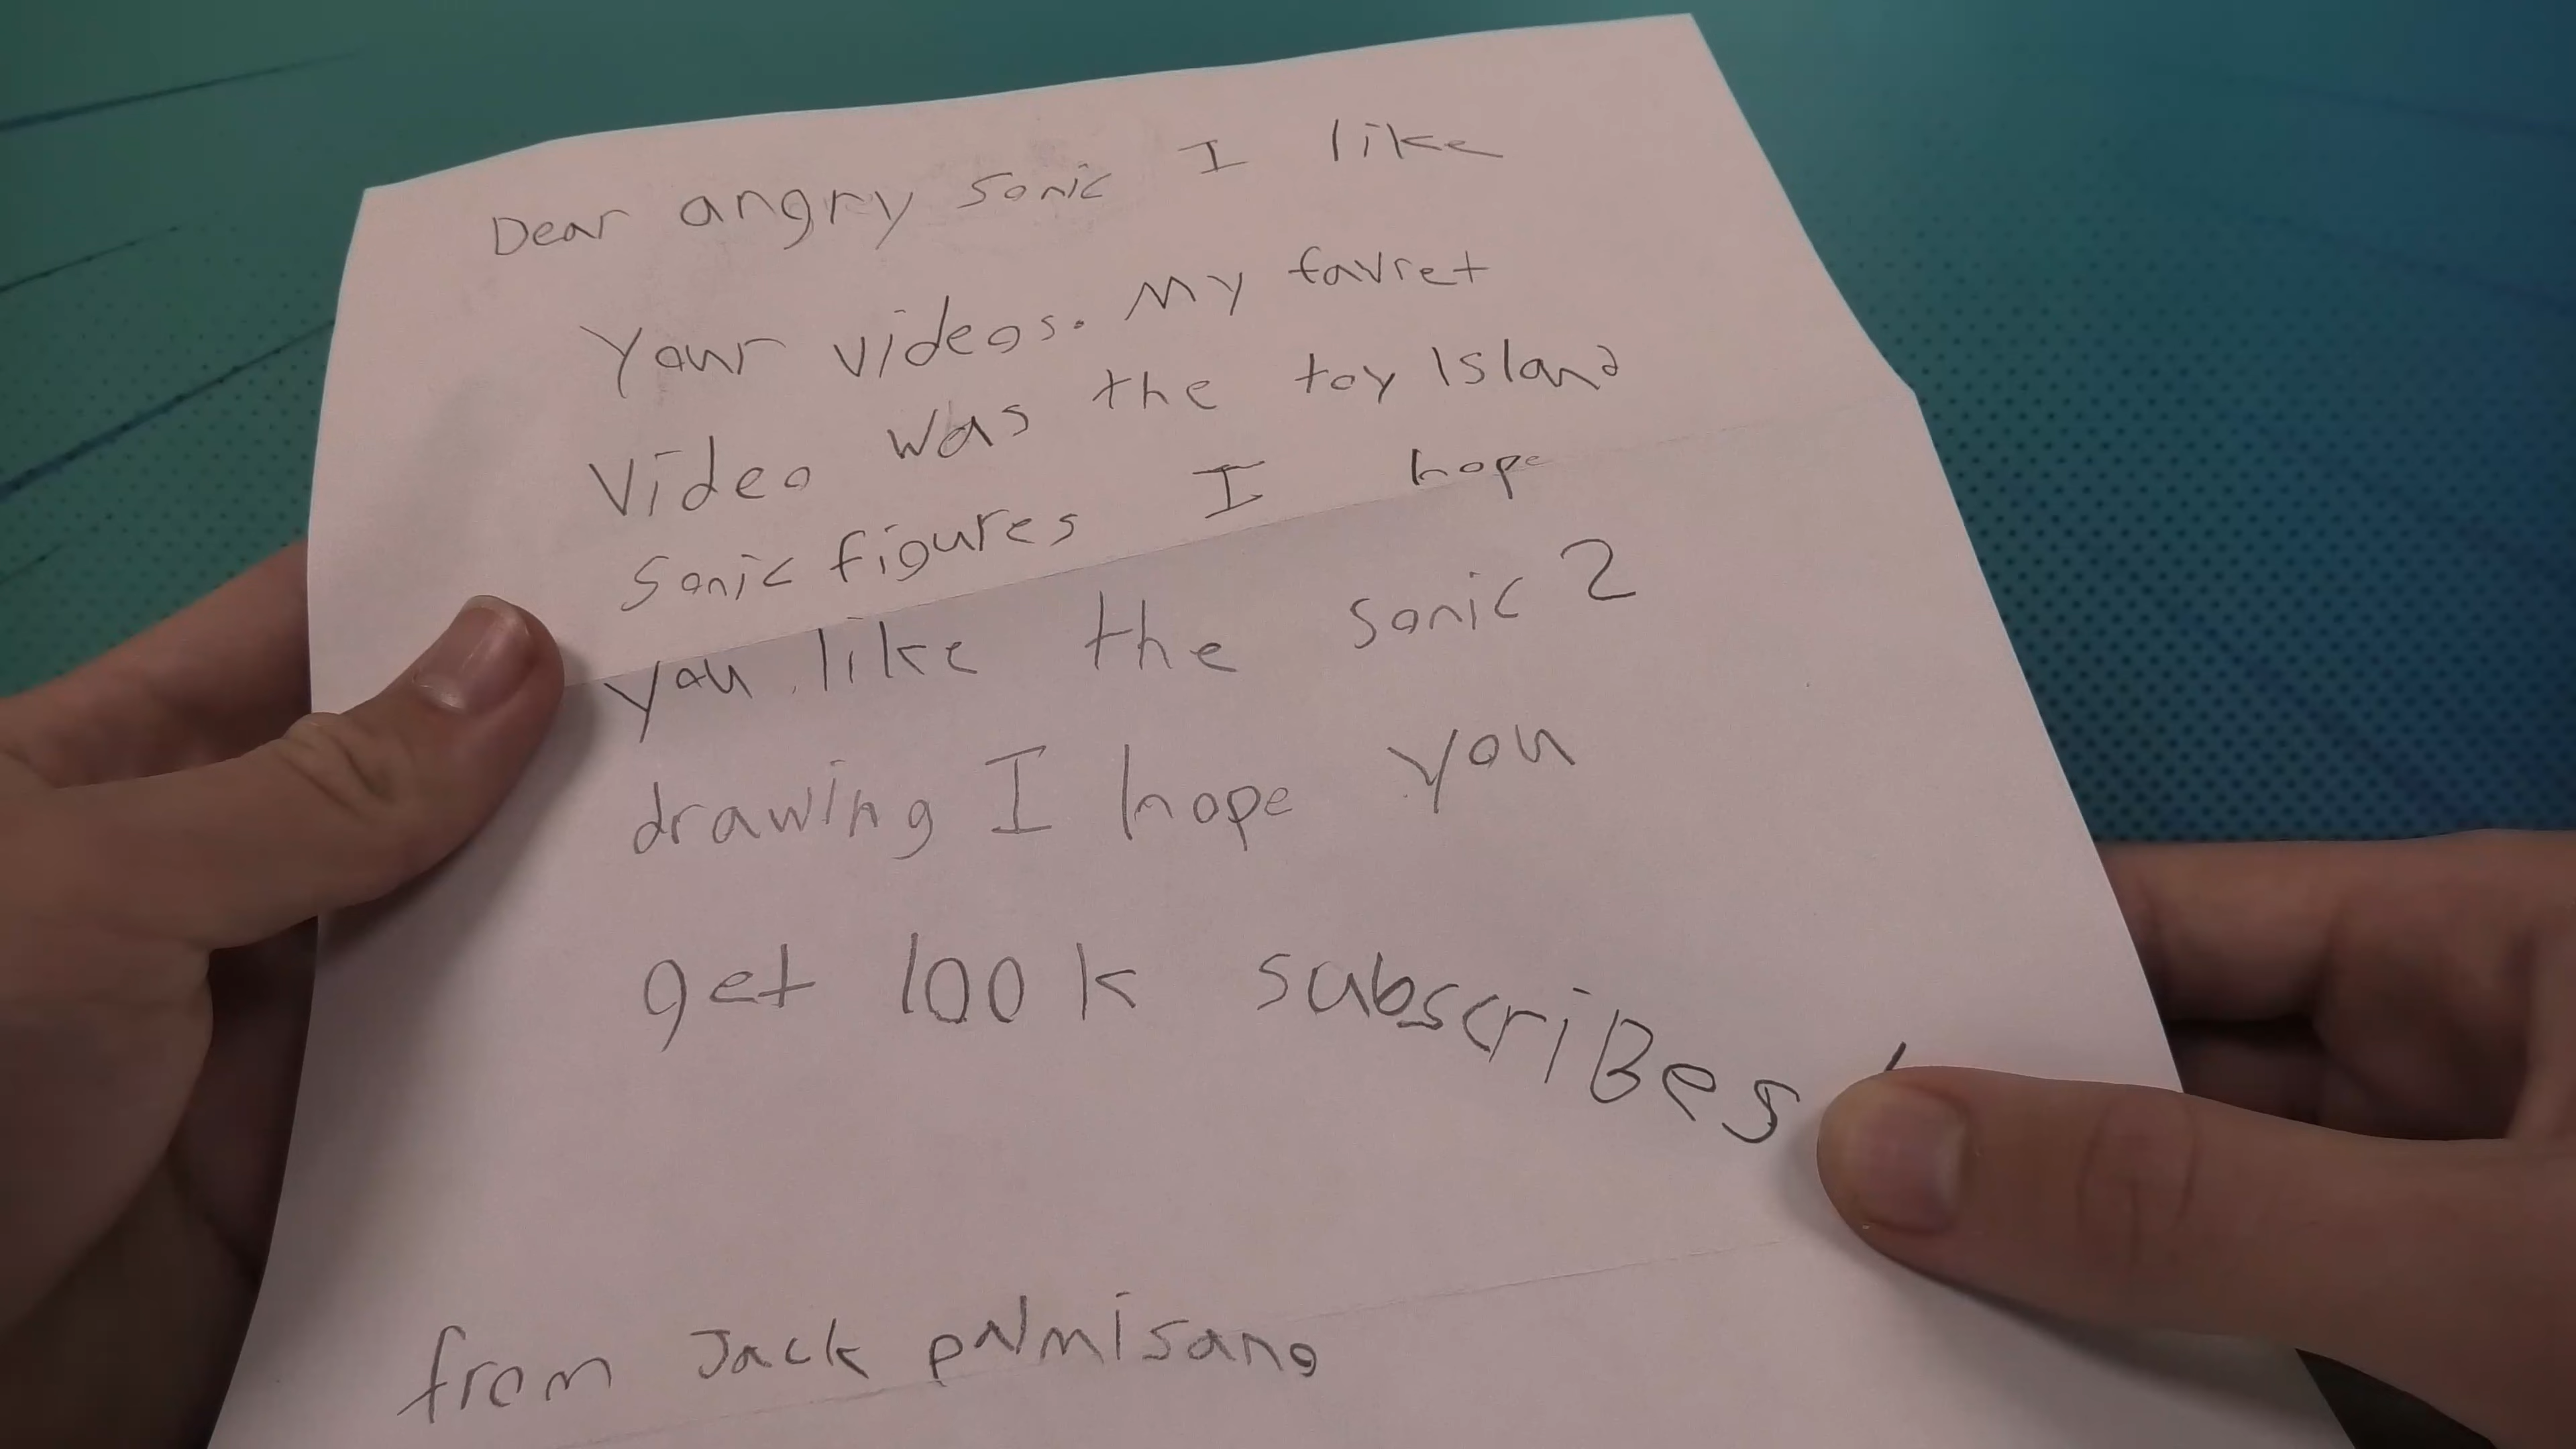 Dear angry sonic I like
Your videos. My favret
Video was the toy Island
Sonic figures I hope
you like the sonic 2
drawing I hope you
get 100k subscriBes
from Jack palmisano